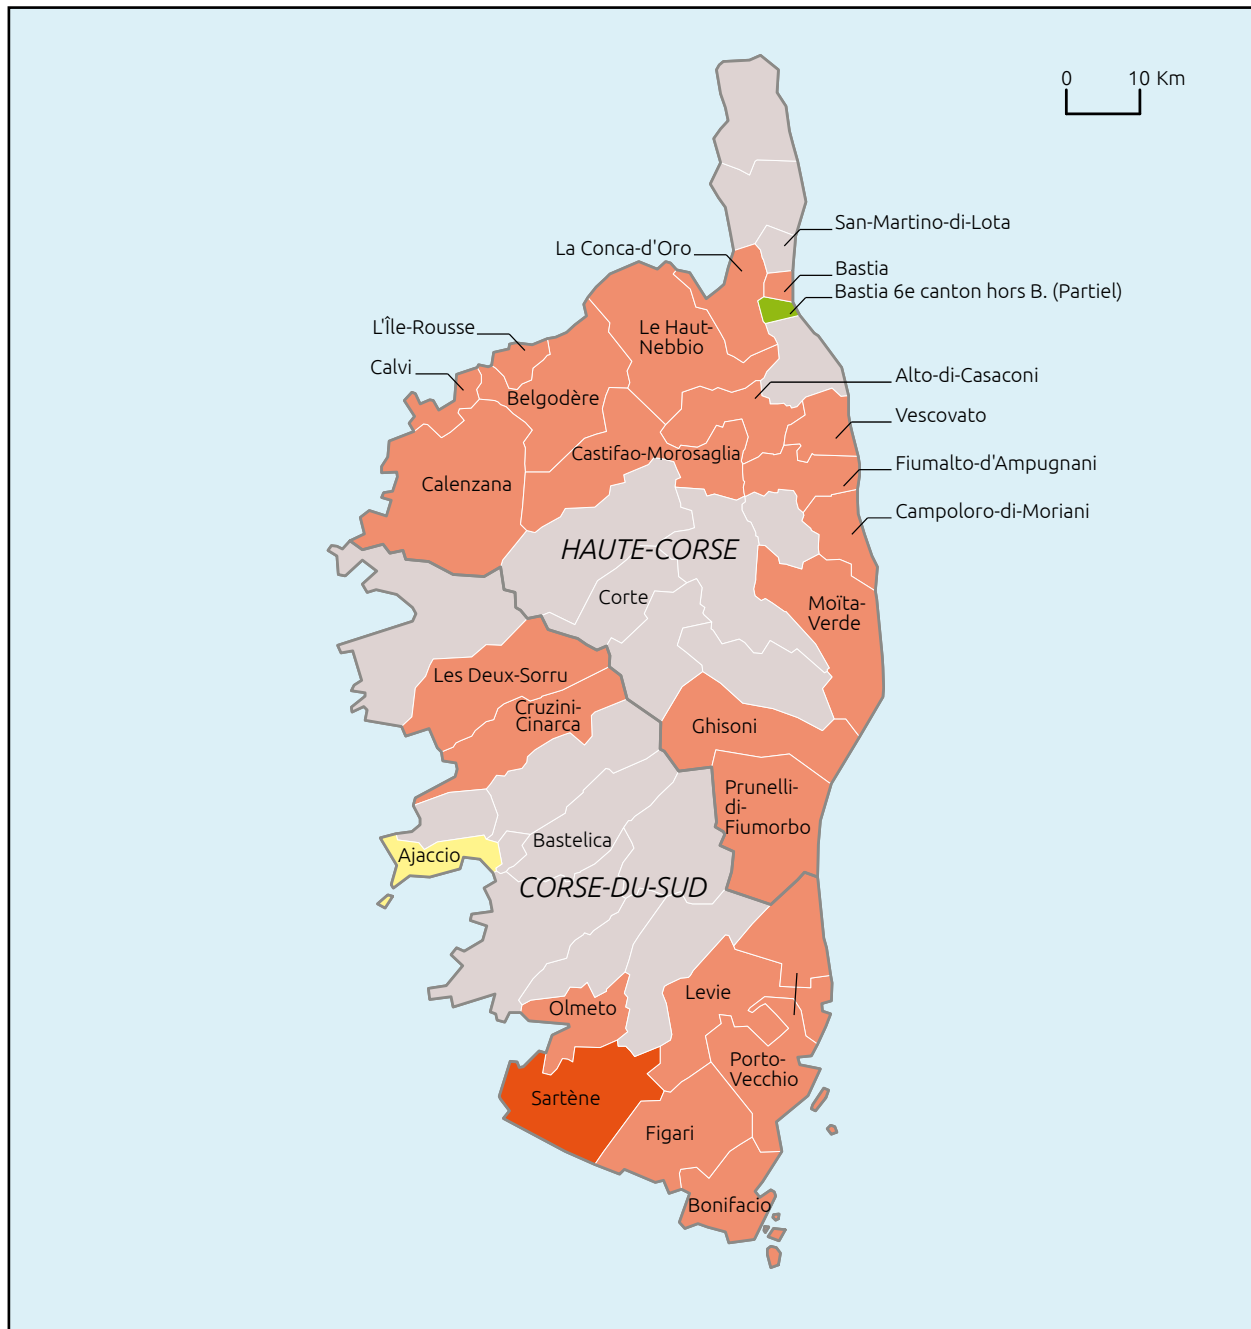 0 10 Km
San-Martino-di-Lota
La Conca-d'Oro
Bastia
Bastia 6e canton hors B. (Partiel)
L'Île-Rousse
Le Haut-
Nebbio
Calvi
Alto-di-Casaconi
Belgodère
Vescovato
Castifao-Morosaglia
Fiumalto-d'Ampugnani
Calenzana
Campoloro-di-Moriani
HAUTE-CORSE
Corte
Moïta-
Verde
Les Deux-Sorru
Cruzini-
Cinarca
Ghisoni
Prunelli-
di-
Fiumorbo
Bastelica
Ajaccio
CORSE-DU-SUD
Levie
Olmeto
Porto-
Vecchio
Sartène
Figari
Bonifacio